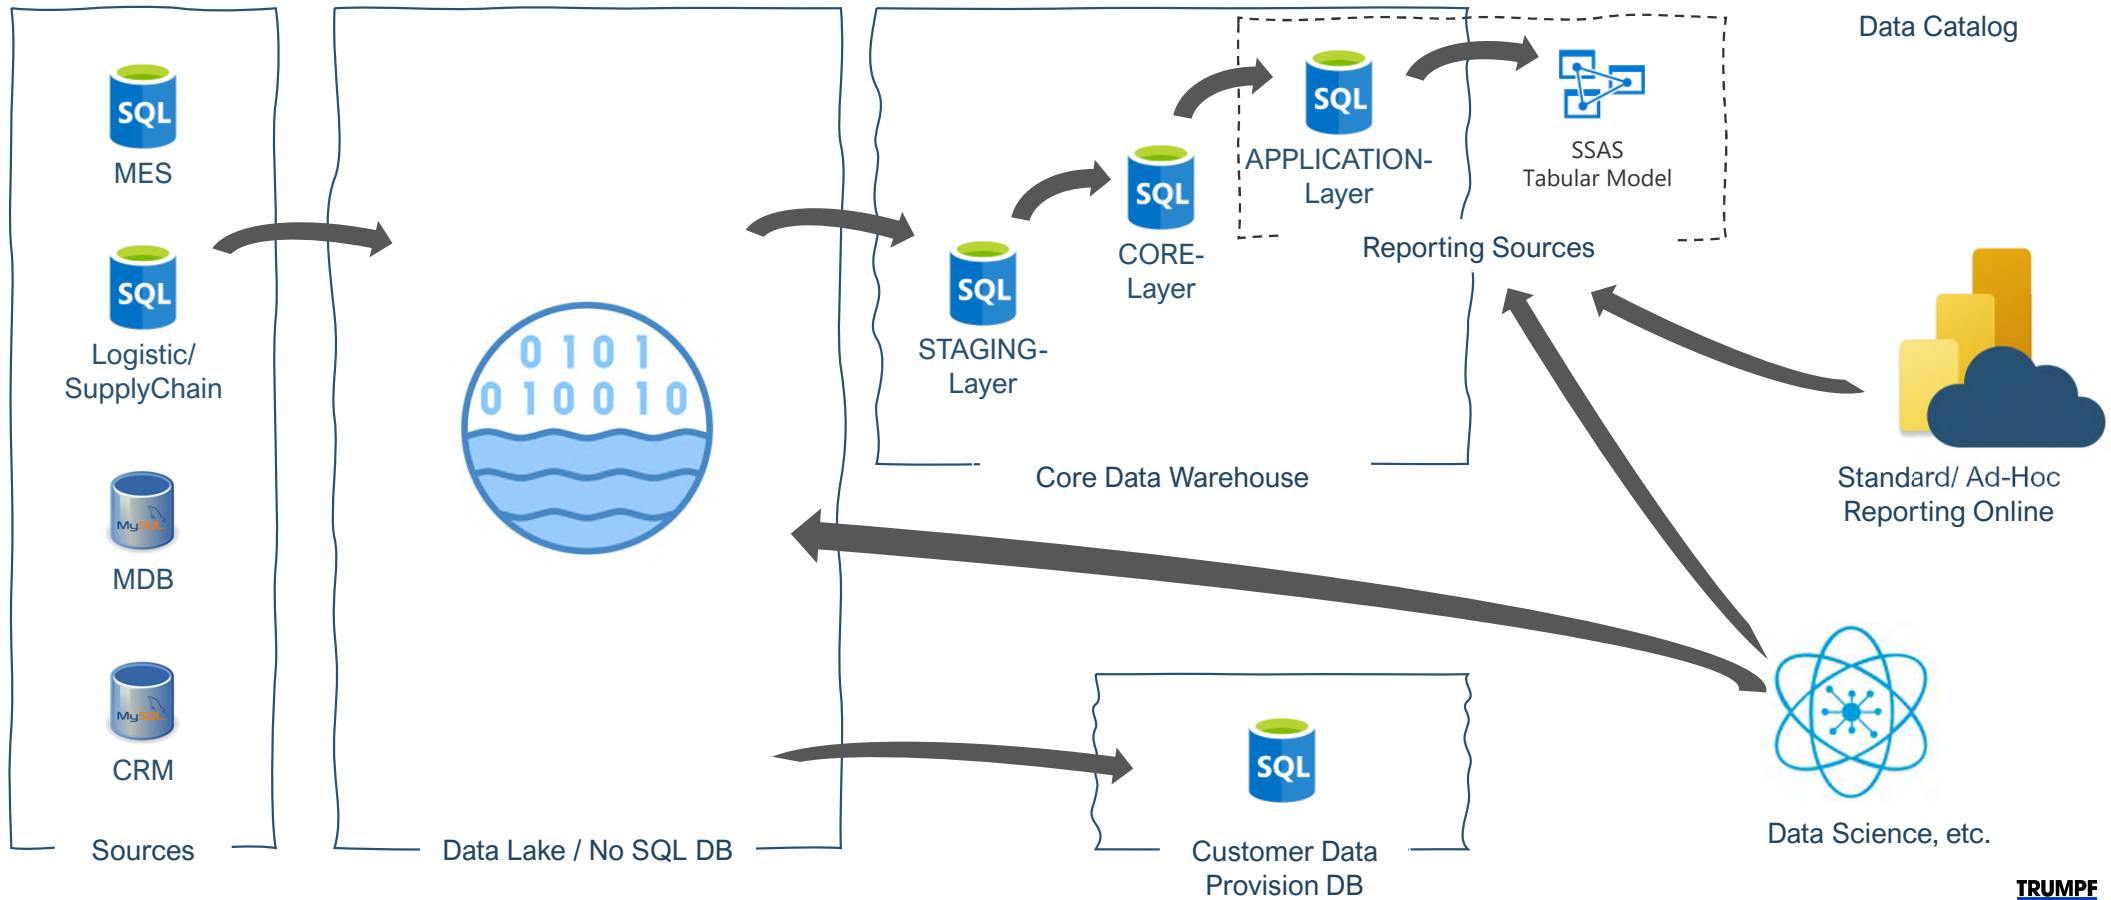 SQL
MES
SQL
Logistic/
SupplyChain
MySQL
MDB
MySQL
CRM
Sources
0 1 0 1
0 1 0 0 1 0
Data Lake / No SQL DB
SQL
STAGING-
Layer
SQL
CORE-
Layer
SQL
APPLICATION-
Layer
SSAS
Tabular Model
Reporting Sources
Core Data Warehouse
SQL
Customer Data
Provision DB
Data Catalog
Standard/ Ad-Hoc
Reporting Online
Data Science, etc.
TRUMPF